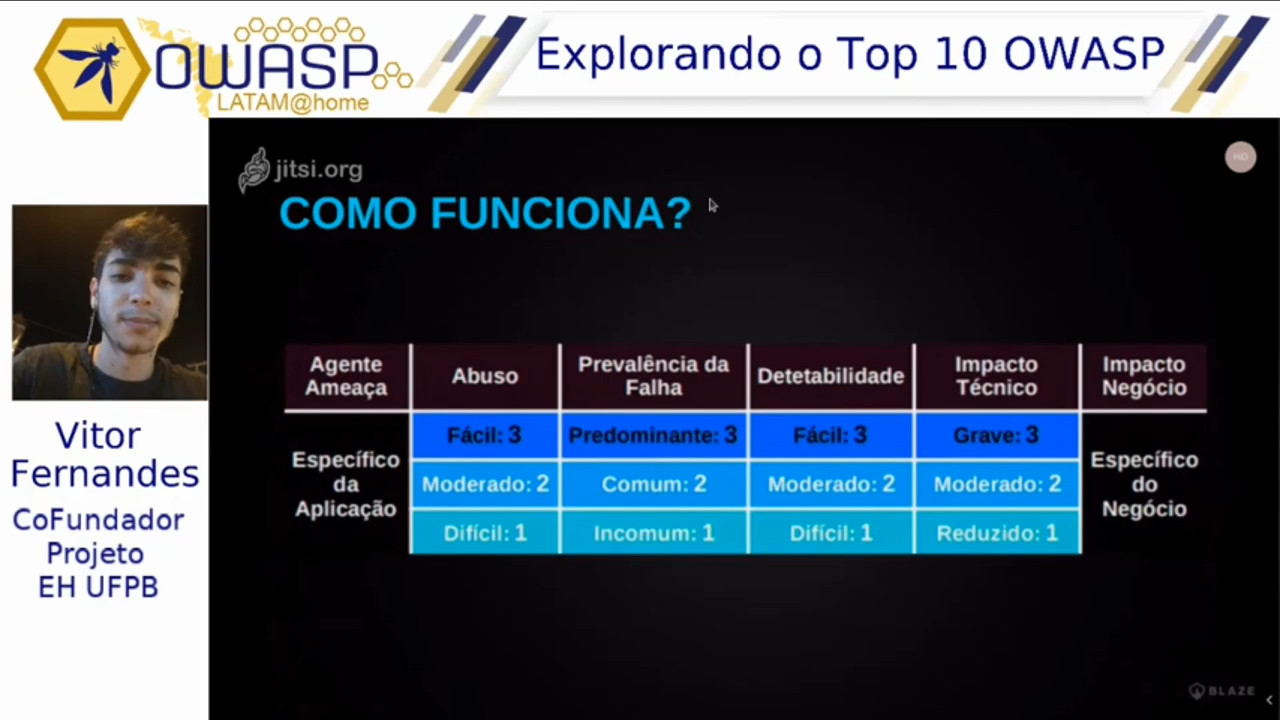 OWASP
LATAM@home
Explorando o Top 10 OWASP
jitsi.org
HD
COMO FUNCIONA?
Agente
Ameaça
Abuso
Prevalência da
Falha
Detetabilidade
Impacto
Técnico
Impacto
Negócio
Específico
da
Aplicação
Fácil: 3
Predominante: 3
Fácil: 3
Grave: 3
Moderado: 2
Comum: 2
Moderado: 2
Moderado: 2
Difícil: 1
Incomum: 1
Difícil: 1
Reduzido: 1
Específico
do
Negócio
Vitor
Fernandes
CoFundador
Projeto
EH UFPB
BLAZE